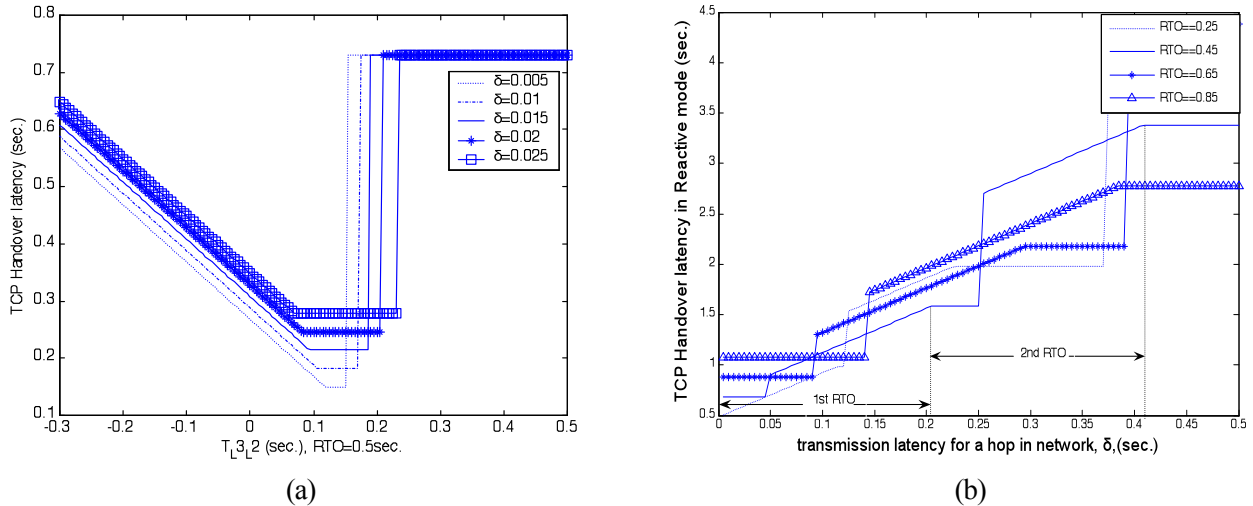 0.8
0.7
0.6
0.5
0.4
0.3
0.2
0.1
TCP Handover latency (sec.)
-0.3 -0.2 -0.1 0 0.1 0.2 0.3 0.4 0.5
T_L3_L2 (sec.), RTO=0.5sec.
δ=0.005
δ=0.01
δ=0.015
δ=0.02
δ=0.025
(a)
4.5
4
3.5
3
2.5
2
1.5
1
0.5
TCP Handover latency in Reactive mode (sec.)
RTO==0.25
RTO==0.45
RTO==0.65
RTO==0.85
2nd RTO
1st RTO
0 0.05 0.1 0.15 0.2 0.25 0.3 0.35 0.4 0.45 0.5
transmission latency for a hop in network, δ,(sec.)
(b)